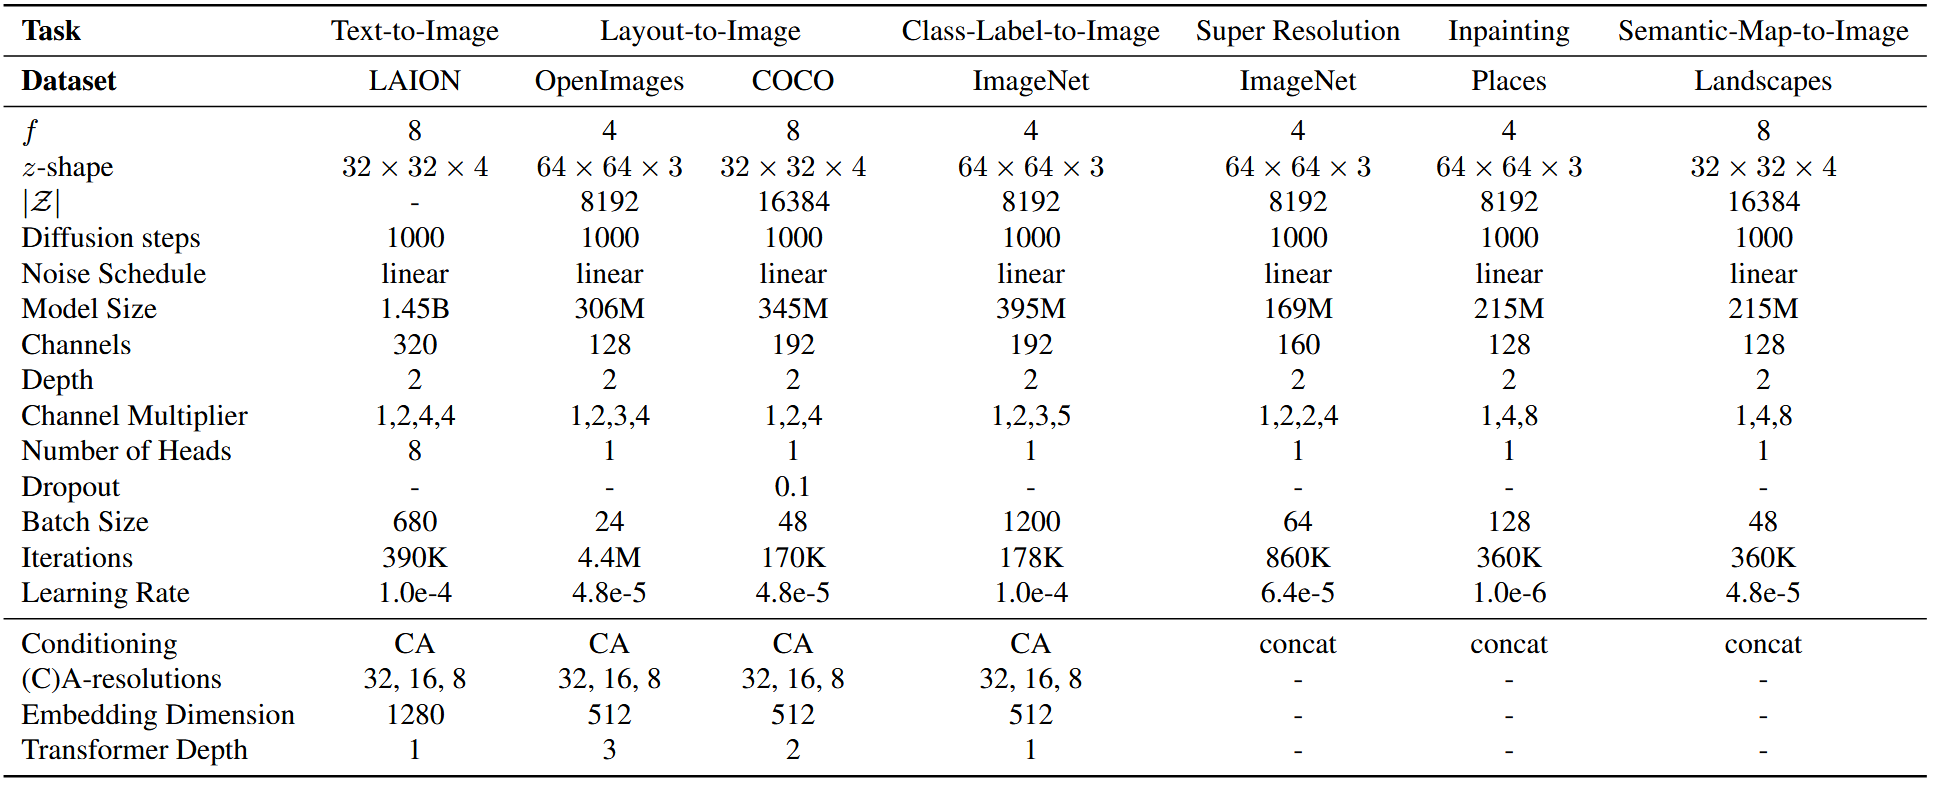 Task Text-to-Image Layout-to-Image Class-Label-to-Image Super Resolution Inpainting Semantic-Map-to-Image
Dataset LAION OpenImages COCO ImageNet ImageNet Places Landscapes
f 8 4 8 4 4 4 8
z-shape 32 × 32 × 4 64 × 64 × 3 32 × 32 × 4 64 × 64 × 3 64 × 64 × 3 64 × 64 × 3 32 × 32 × 4
|𝒵| - 8192 16384 8192 8192 8192 16384
Diffusion steps 1000 1000 1000 1000 1000 1000 1000
Noise Schedule linear linear linear linear linear linear linear
Model Size 1.45B 306M 345M 395M 169M 215M 215M
Channels 320 128 192 192 160 128 128
Depth 2 2 2 2 2 2 2
Channel Multiplier 1,2,4,4 1,2,3,4 1,2,4 1,2,3,5 1,2,2,4 1,4,8 1,4,8
Number of Heads 8 1 1 1 1 1 1
Dropout - - 0.1 - - - -
Batch Size 680 24 48 1200 64 128 48
Iterations 390K 4.4M 170K 178K 860K 360K 360K
Learning Rate 1.0e-4 4.8e-5 4.8e-5 1.0e-4 6.4e-5 1.0e-6 4.8e-5
Conditioning CA CA CA CA concat concat concat
(C)A-resolutions 32, 16, 8 32, 16, 8 32, 16, 8 32, 16, 8 - - -
Embedding Dimension 1280 512 512 512 - - -
Transformer Depth 1 3 2 1 - - -